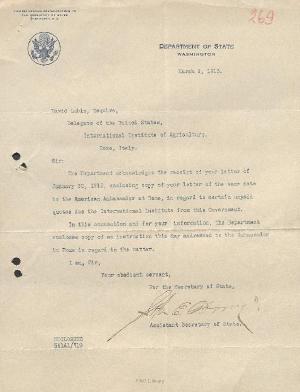 269
DEPARTMENT OF STATE
WASHINGTON
March 2, 1913.
David Lubin, Esquire,
Delegate of the United States,
International Institute of Agriculture,
Rome, Italy.
Sir:
The Department acknowledges the receipt of your letter of
January 30, 1913, enclosing copy of your letter of the same date
to the American Ambassador at Rome, in regard to certain unpaid
quotas for the International Institute from this Government.
In this connection and for your information, the Department
encloses copy of an instruction this day addressed to the Ambassador
in Rome in regard to the matter.
I am, Sir,
Your obedient servant,
For the Secretary of State,
Assistant Secretary of State.
ENCLOSURE
Library